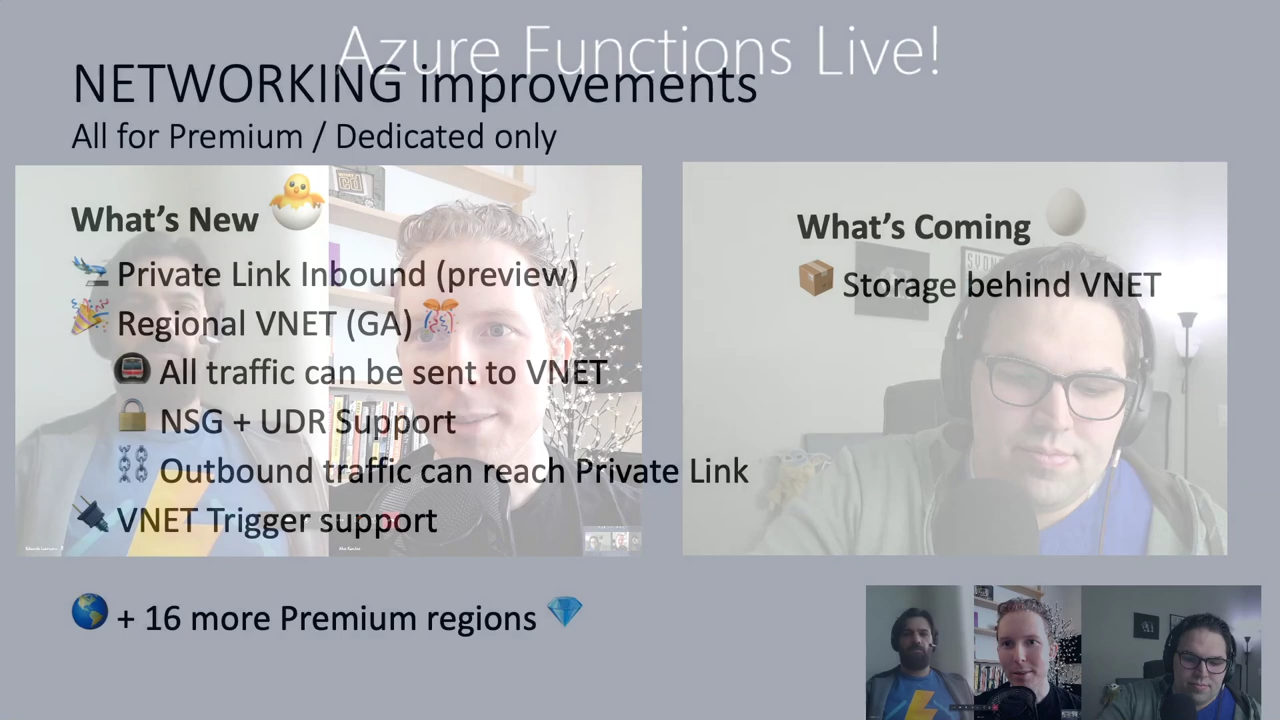 Azure Functions Live!
NETWORKING improvements
All for Premium / Dedicated only
What's New
Private Link Inbound (preview)
Regional VNET (GA)
All traffic can be sent to VNET
NSG + UDR Support
Outbound traffic can reach Private Link
VNET Trigger support
+ 16 more Premium regions
What's Coming
Storage behind VNET